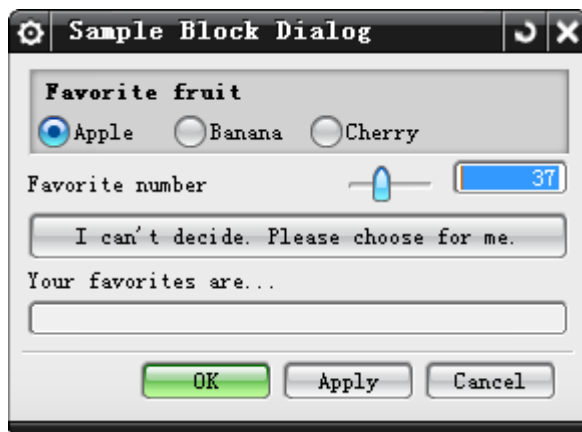 Sample Block Dialog
Favorite fruit
Apple Banana Cherry
Favorite number 37
I can't decide. Please choose for me.
Your favorites are...
OK Apply Cancel